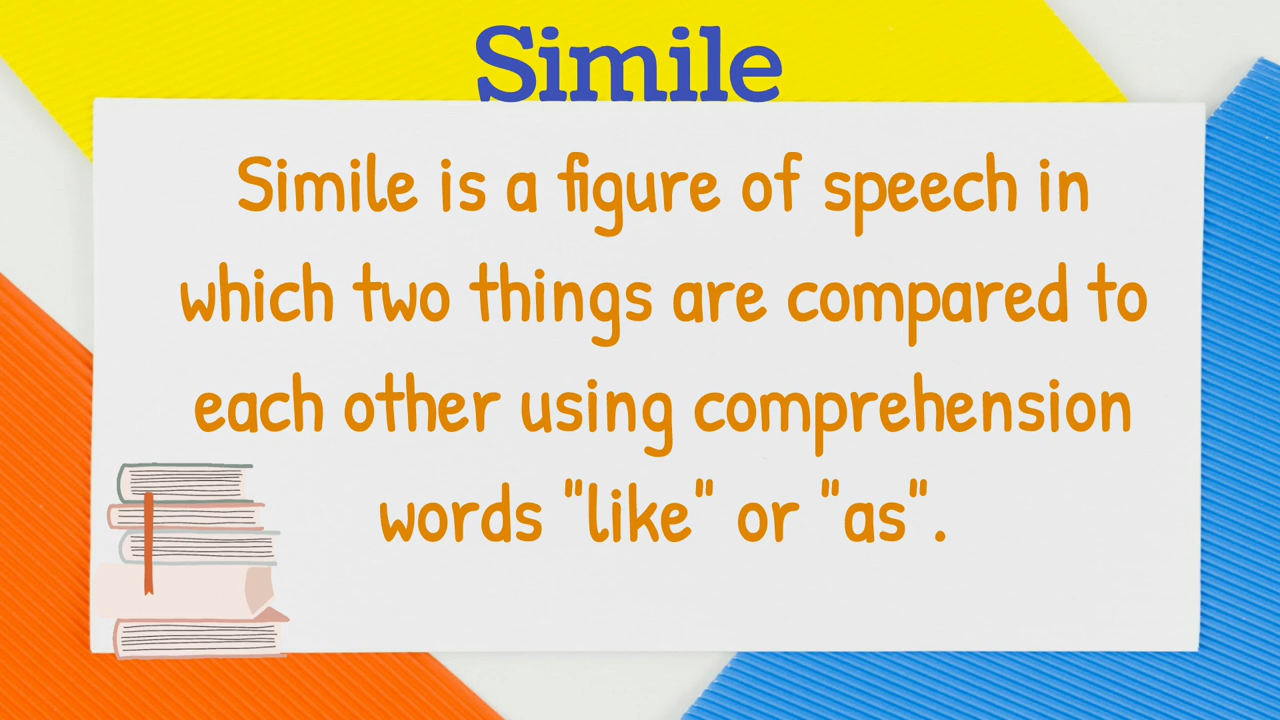 Simile
Simile is a figure of speech in
which two things are compared to
each other using comprehension
words "like" or "as".